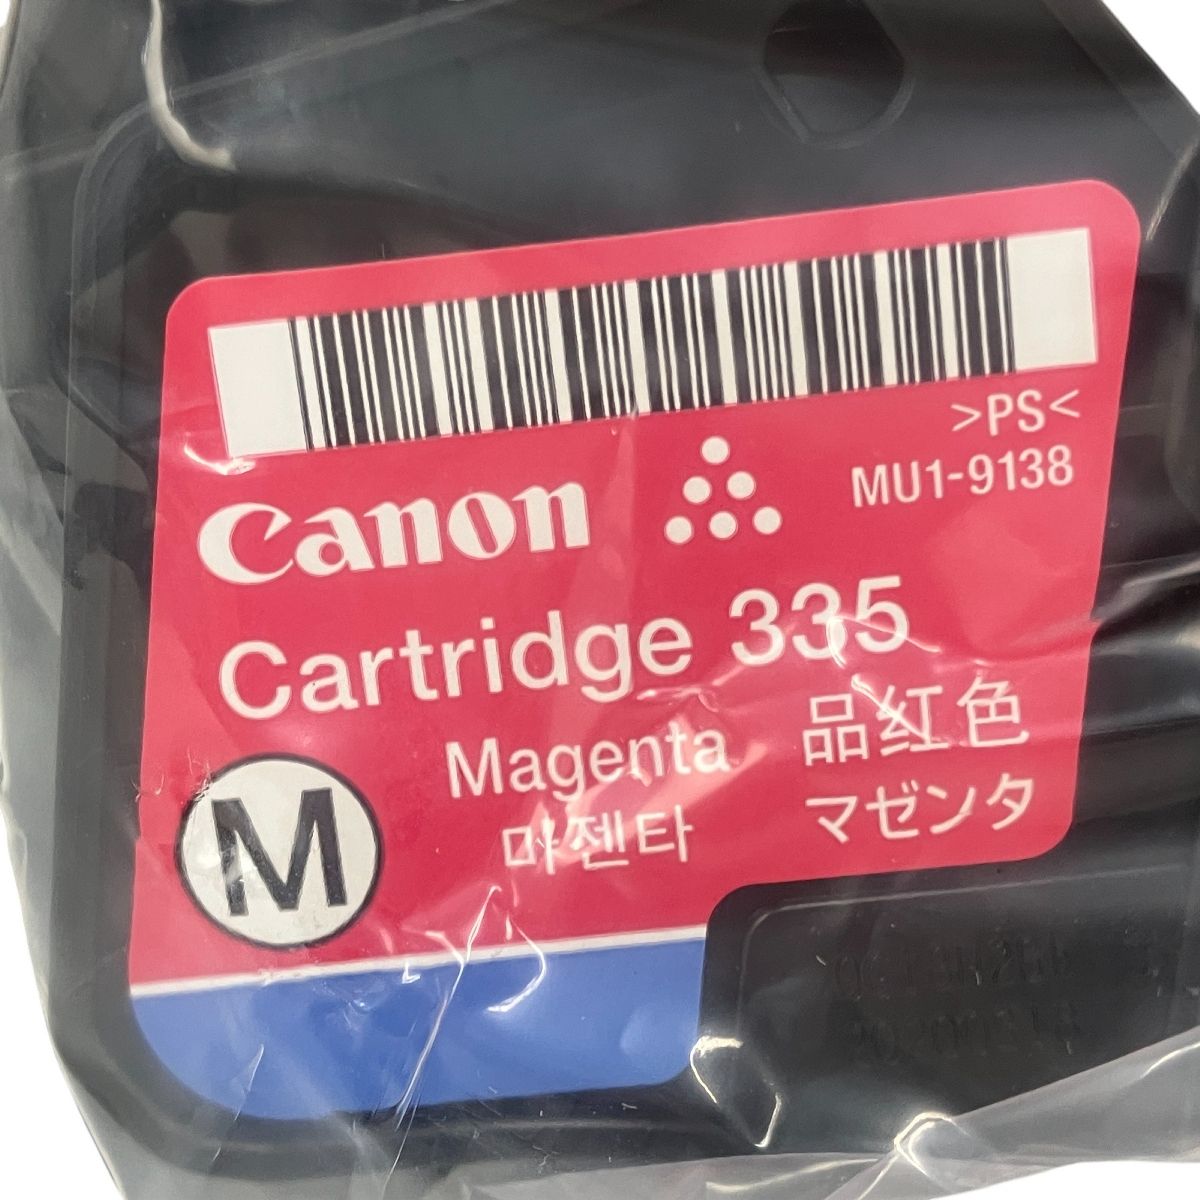 >PS<
MU1-9138
Canon
Cartridge 335
Magenta 品红色
마젠타 マゼンタ
M